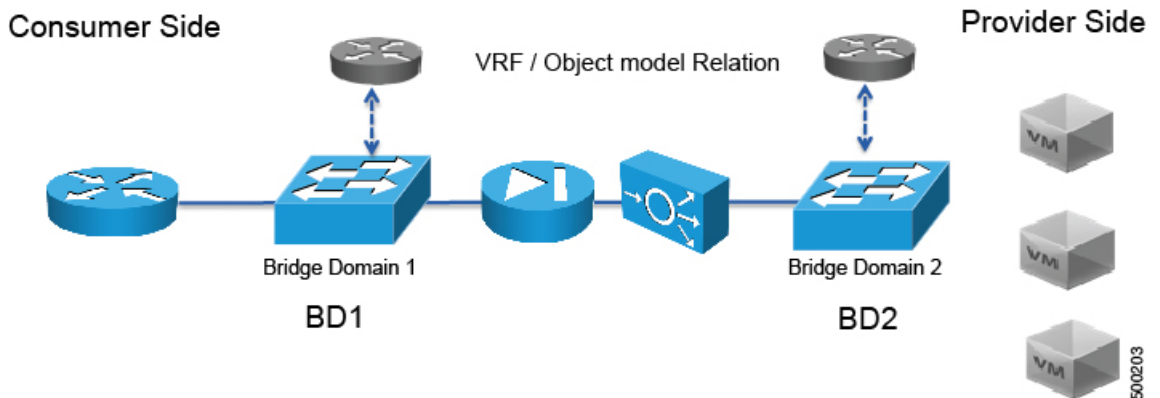 Consumer Side
Provider Side
VRF / Object model Relation
VM
Bridge Domain 1
Bridge Domain 2
VM
BD1
BD2
VM
500203